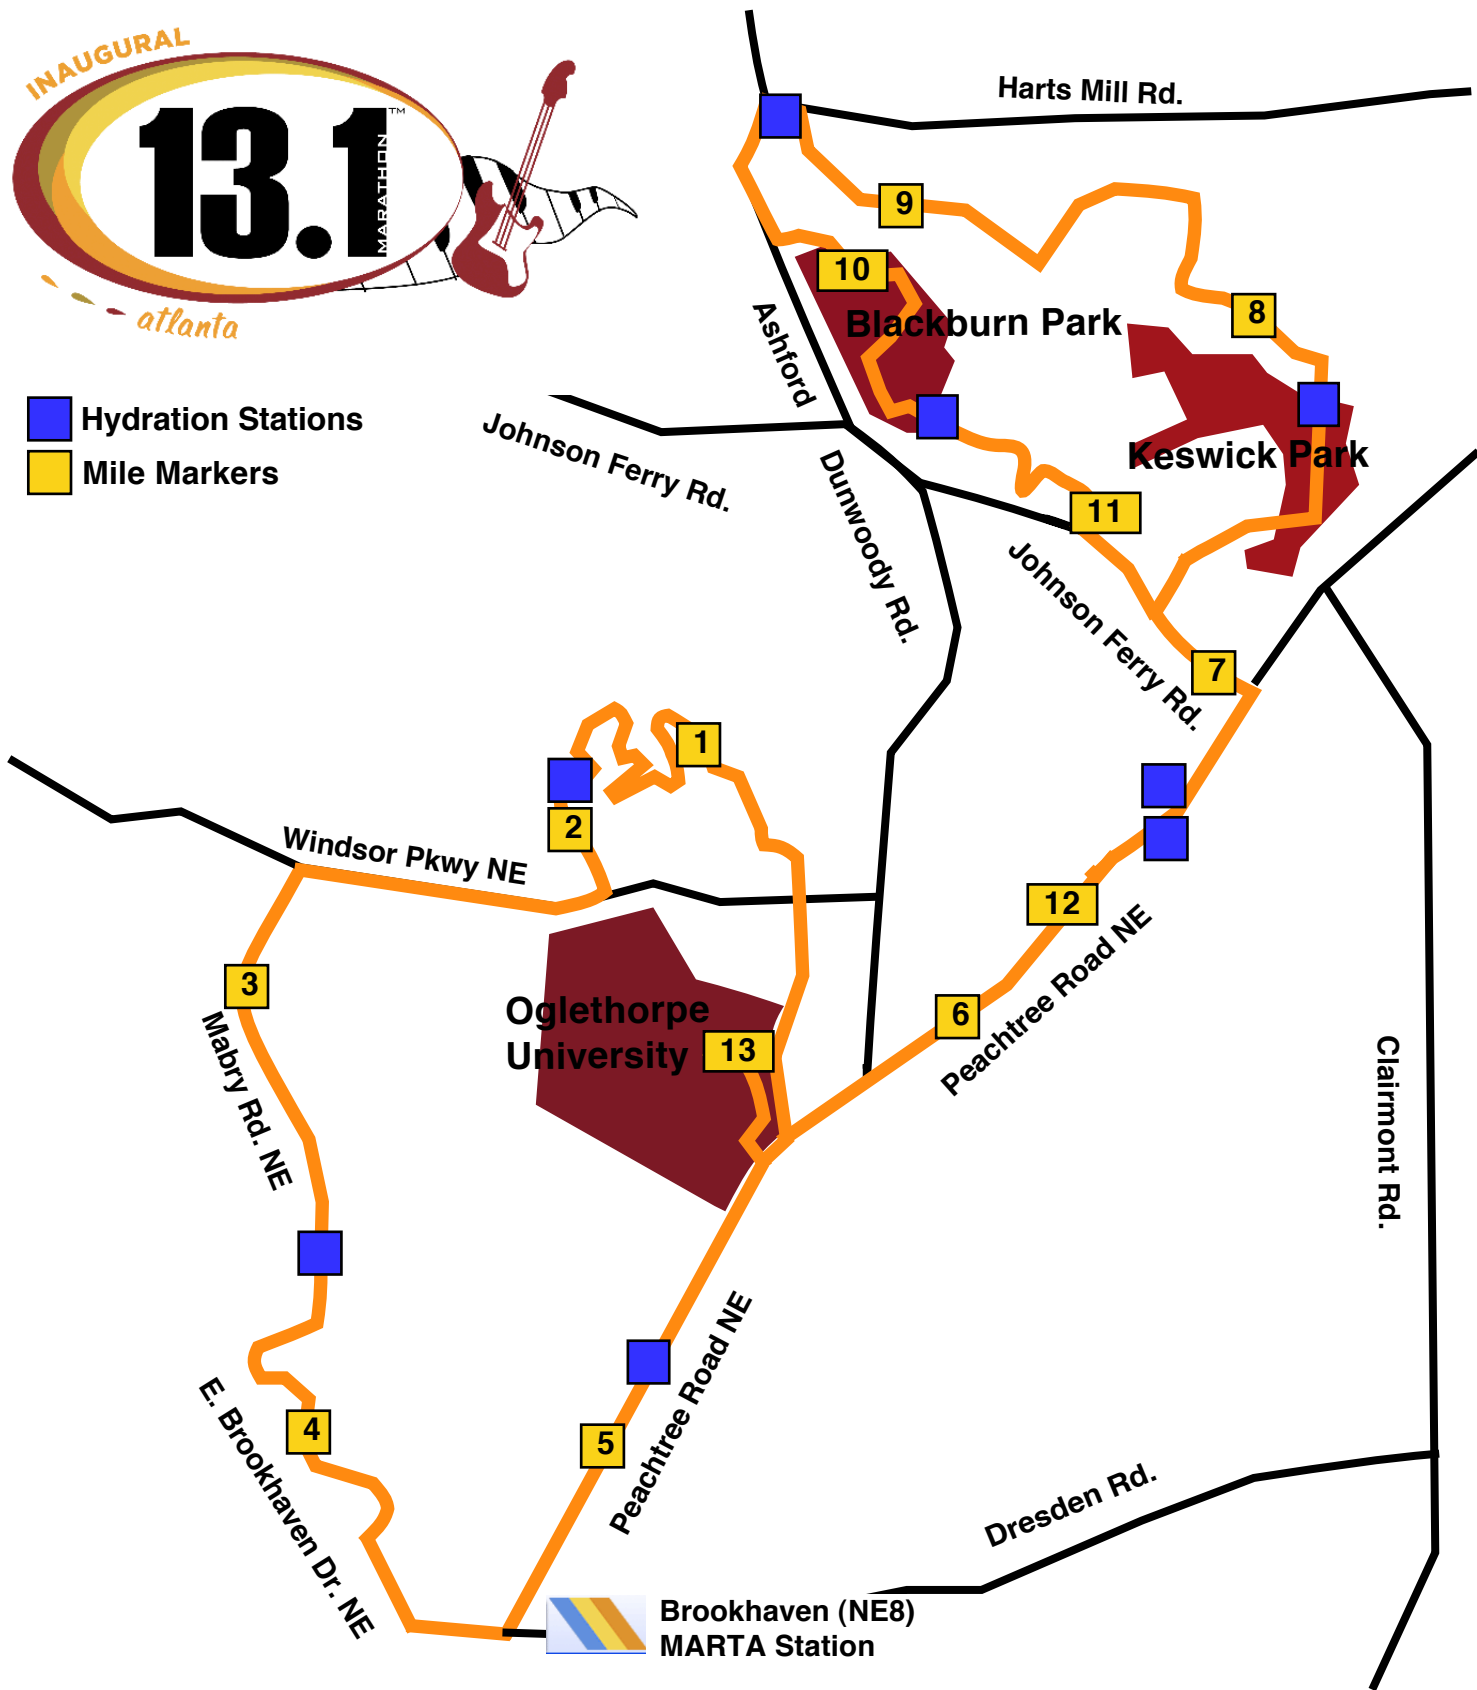 INAUGURAL
13.1™
MARATHON
atlanta
Hydration Stations
Mile Markers
Harts Mill Rd.
9
10
Blackburn Park
8
Ashford
Johnson Ferry Rd.
Keswick Park
Dunwoody Rd.
11
Johnson Ferry Rd.
7
1
2
Windsor Pkwy NE
12
Peachtree Road NE
3
6
Oglethorpe
University
13
Mabry Rd. NE
Clairmont Rd.
Peachtree Road NE
4
5
E. Brookhaven Dr. NE
Dresden Rd.
Brookhaven (NE8)
MARTA Station